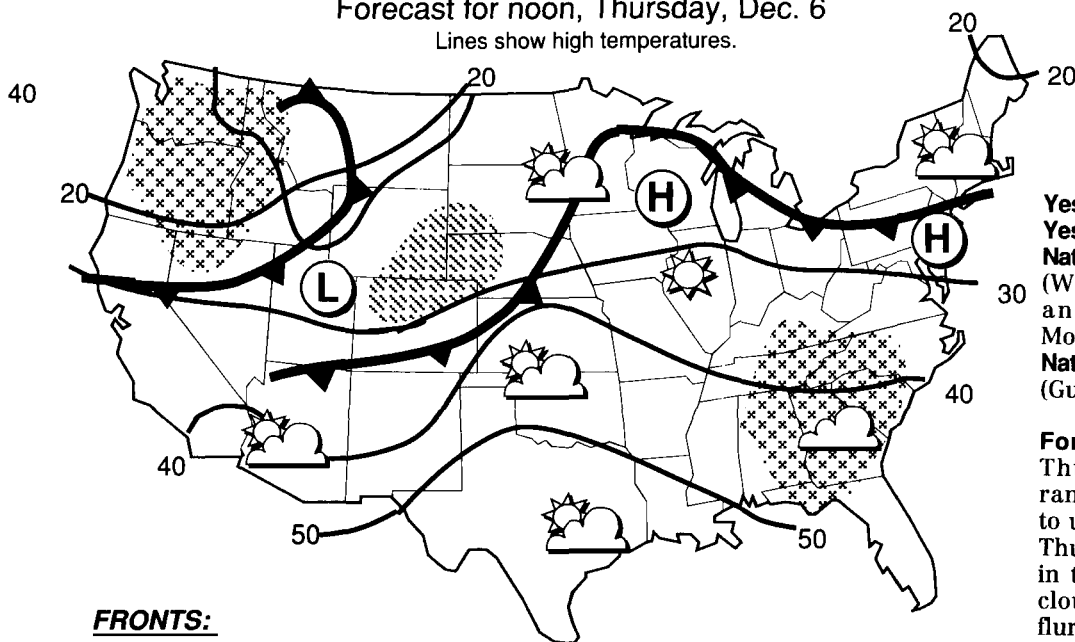 Forecast for noon, Thursday, Dec. 6
Lines show high temperatures.
20
20
40
20
20
H
H
L
30
40
40
50
50
FRONTS:
Yes
Yes
Nat
(W
an
Mo
Nat
(Gu
For
Thu
ran
to u
Thu
in t
clou
flur